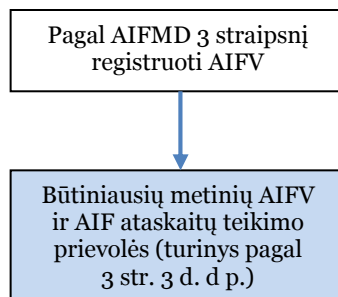 Pagal AIFMD 3 straipsnį
registruoti AIFV
Būtiniausių metinių AIFV
ir AIF ataskaitų teikimo
prievolės (turinys pagal
3 str. 3 d. d p.)